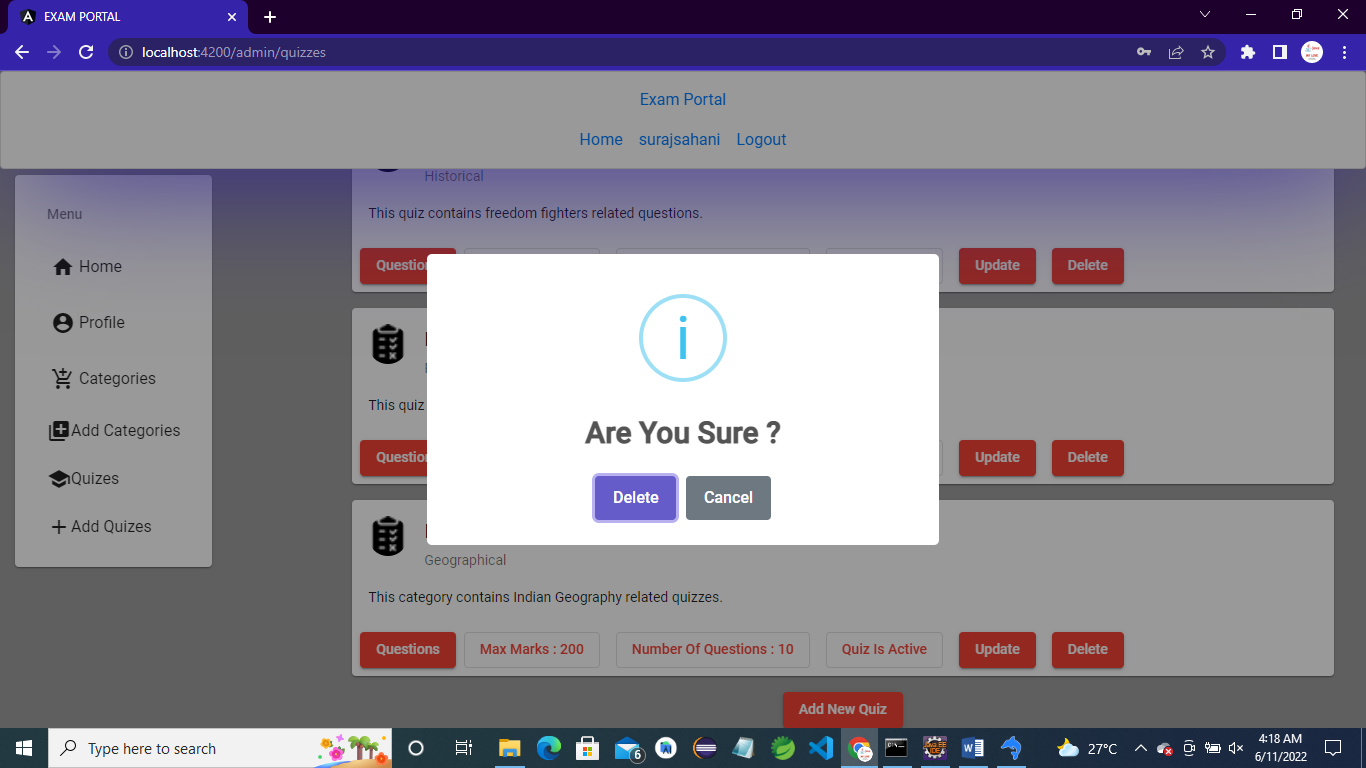 EXAM PORTAL
localhost:4200/admin/quizzes
Exam Portal
Home surajsahani Logout
Menu
Home
Profile
Categories
Add Categories
Quizes
Add Quizes
Historical
This quiz contains freedom fighters related questions.
Update Delete
This quiz
Update Delete
Are You Sure ?
Delete Cancel
Geographical
This category contains Indian Geography related quizzes.
Questions Max Marks : 200 Number Of Questions : 10 Quiz Is Active Update Delete
Add New Quiz
Type here to search
6
27°C
4:18 AM
6/11/2022